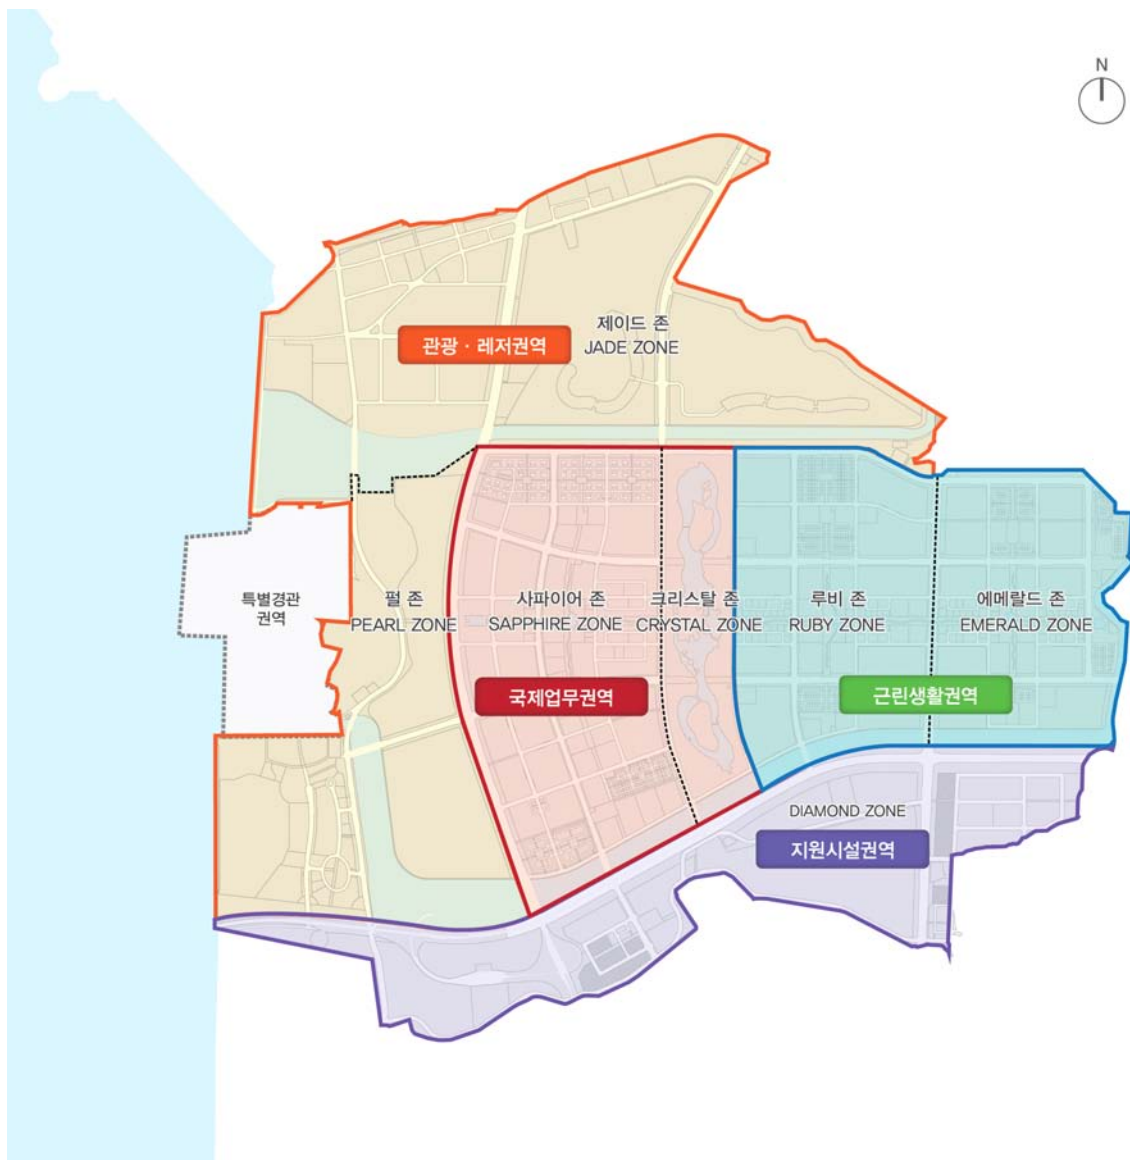 N
제이드 존
JADE ZONE
관광 · 레저권역
특별경관
권역
펄 존
PEARL ZONE
사파이어 존
SAPPHIRE ZONE
크리스탈 존
CRYSTAL ZONE
루비 존
RUBY ZONE
에메랄드 존
EMERALD ZONE
국제업무권역
근린생활권역
DIAMOND ZONE
지원시설권역